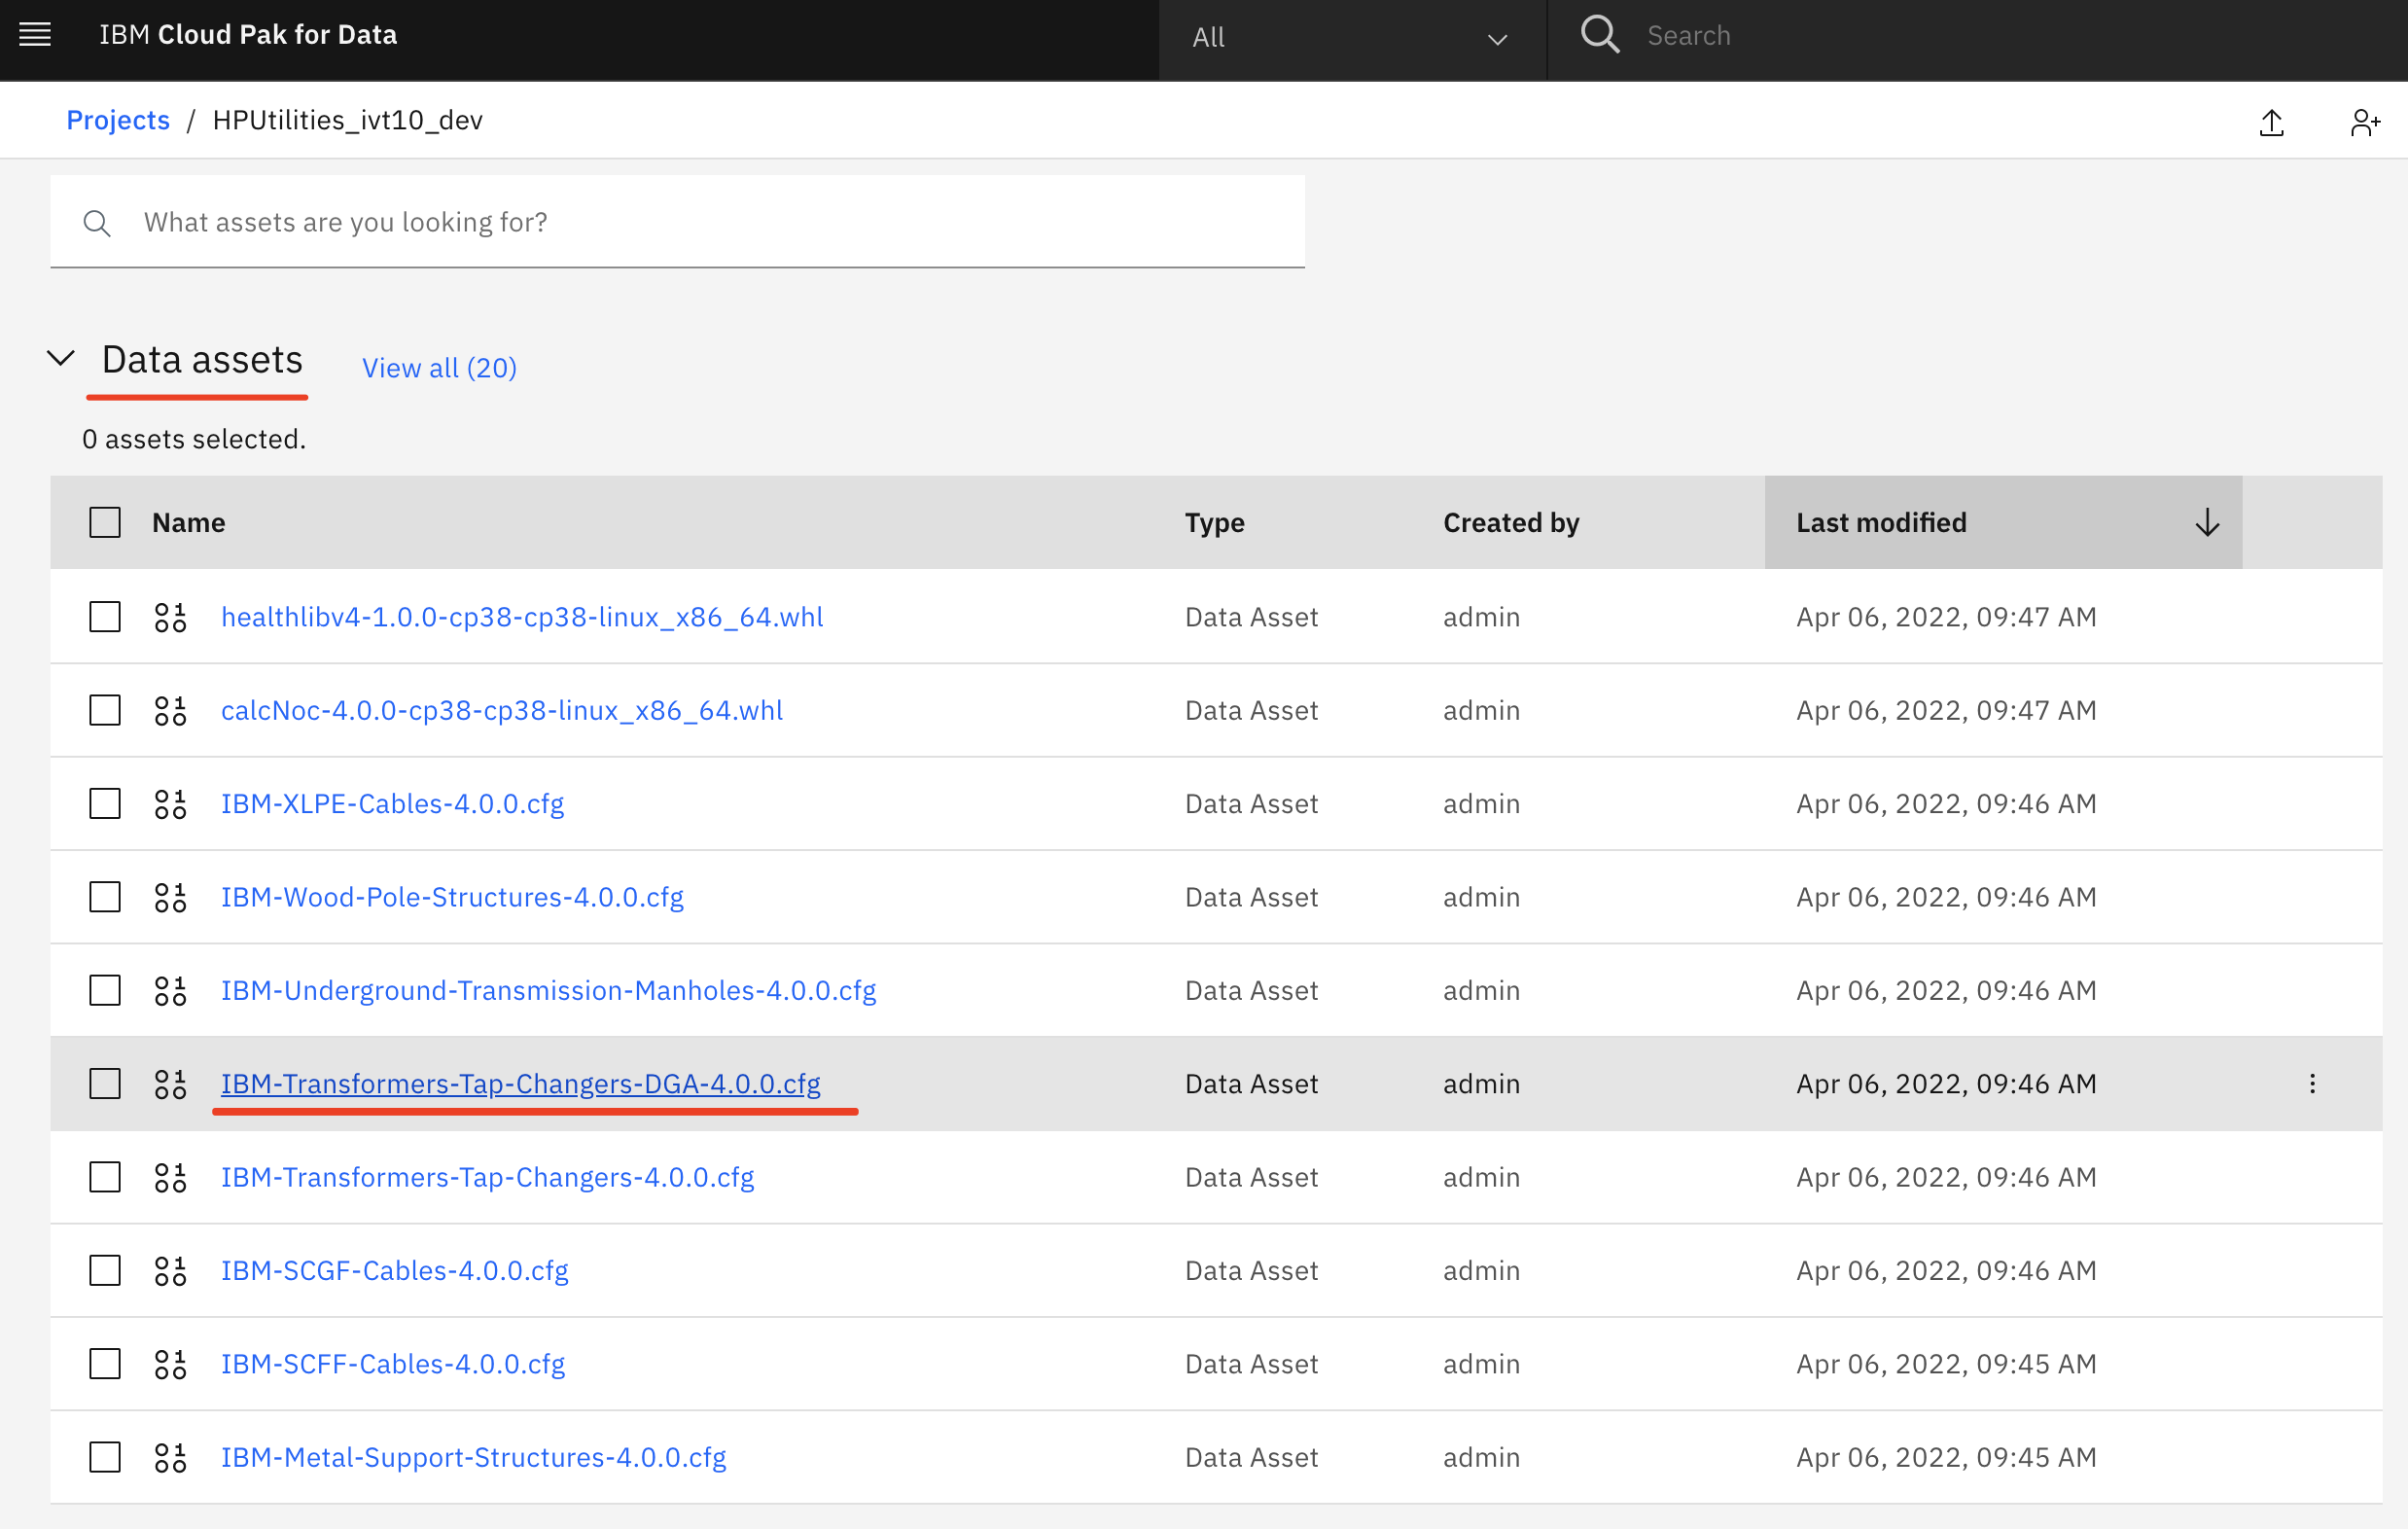 IBM Cloud Pak for Data All Search
Projects / HPUtilities_ivt10_dev
What assets are you looking for?
Data assets View all (20)
0 assets selected.
Name Type Created by Last modified
healthlibv4-1.0.0-cp38-cp38-linux_x86_64.whl Data Asset admin Apr 06, 2022, 09:47 AM
calcNoc-4.0.0-cp38-cp38-linux_x86_64.whl Data Asset admin Apr 06, 2022, 09:47 AM
IBM-XLPE-Cables-4.0.0.cfg Data Asset admin Apr 06, 2022, 09:46 AM
IBM-Wood-Pole-Structures-4.0.0.cfg Data Asset admin Apr 06, 2022, 09:46 AM
IBM-Underground-Transmission-Manholes-4.0.0.cfg Data Asset admin Apr 06, 2022, 09:46 AM
IBM-Transformers-Tap-Changers-DGA-4.0.0.cfg Data Asset admin Apr 06, 2022, 09:46 AM
IBM-Transformers-Tap-Changers-4.0.0.cfg Data Asset admin Apr 06, 2022, 09:46 AM
IBM-SCGF-Cables-4.0.0.cfg Data Asset admin Apr 06, 2022, 09:46 AM
IBM-SCFF-Cables-4.0.0.cfg Data Asset admin Apr 06, 2022, 09:45 AM
IBM-Metal-Support-Structures-4.0.0.cfg Data Asset admin Apr 06, 2022, 09:45 AM